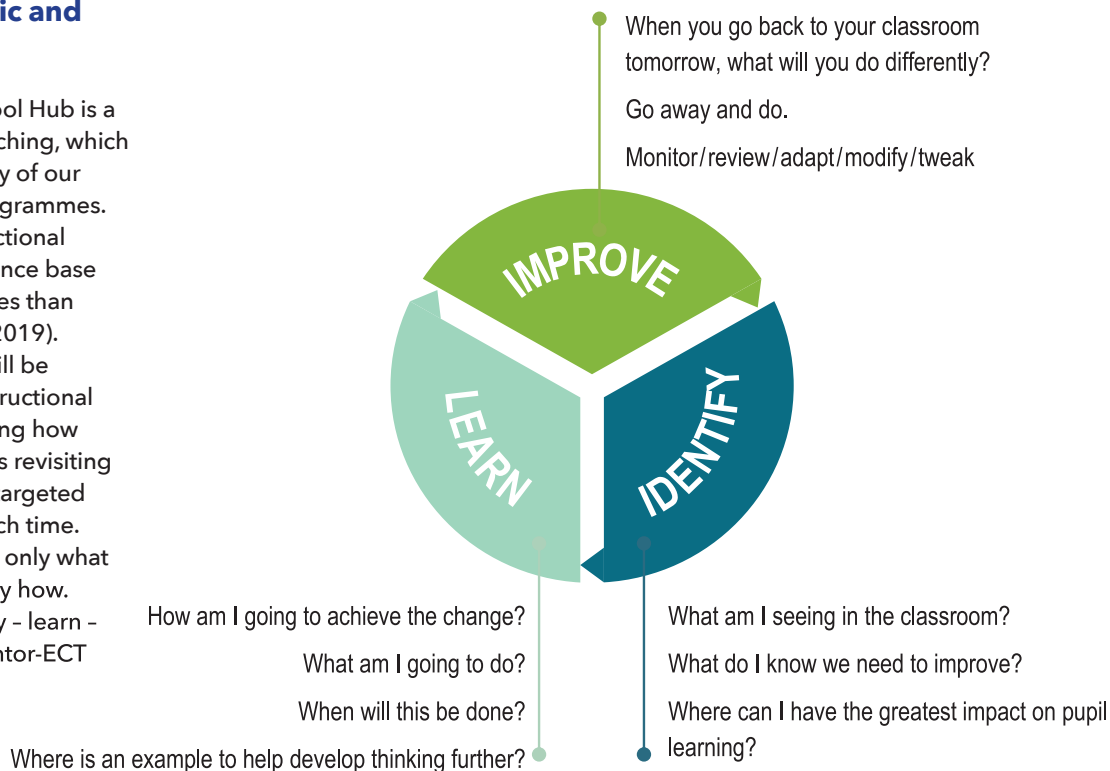 ic and
ol Hub is a
ching, which
y of our
grammes.
ctional
nce base
es than
2019).
ill be
ructional
ng how
s revisiting
targeted
ch time.
only what
y how.
y – learn –
ntor-ECT
When you go back to your classroom
tomorrow, what will you do differently?
Go away and do.
Monitor/review/adapt/modify/tweak
IMPROVE
LEARN
IDENTIFY
How am I going to achieve the change?
What am I going to do?
When will this be done?
Where is an example to help develop thinking further?
What am I seeing in the classroom?
What do I know we need to improve?
Where can I have the greatest impact on pupil
learning?